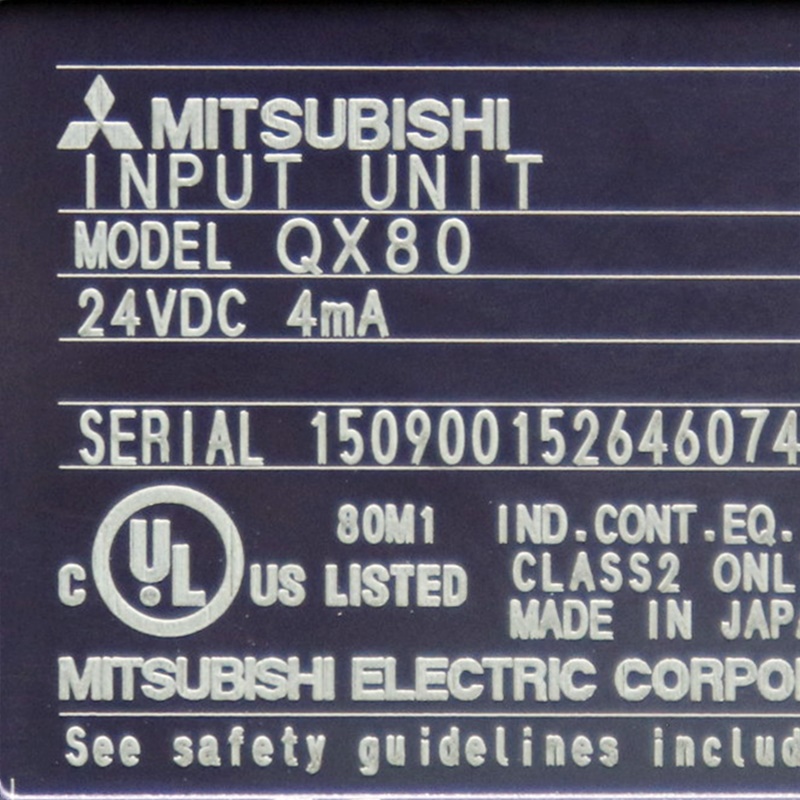 MITSUBISHI
INPUT UNIT
MODEL QX80
24VDC 4mA
SERIAL 150900152646074
80M1 IND.CONT.EQ.
C UL US LISTED CLASS2 ONL
MADE IN JAPA
MITSUBISHI ELECTRIC CORPO
See safety guidelines includ